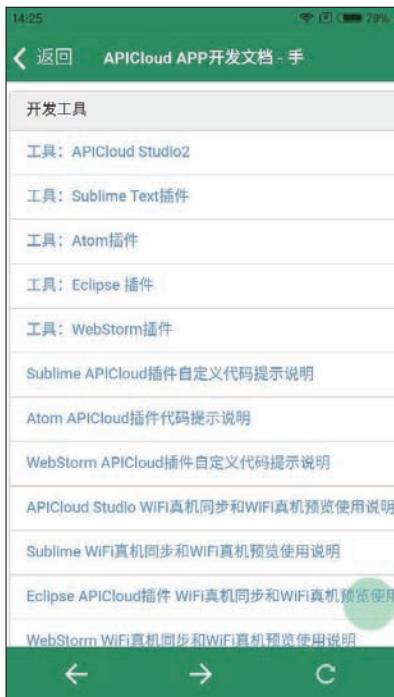 14:25
79%
返回
APICloud APP开发文档 - 手
开发工具
工具：APICloud Studio2
工具：Sublime Text插件
工具：Atom插件
工具：Eclipse 插件
工具：WebStorm插件
Sublime APICloud插件自定义代码提示说明
Atom APICloud插件代码提示说明
WebStorm APICloud插件自定义代码提示说明
APICloud Studio WiFi真机同步和WiFi真机预览使用说明
Sublime WiFi真机同步和WiFi真机预览使用说明
Eclipse APICloud插件 WiFi真机同步和WiFi真机预览使用
WebStorm WiFi真机同步和WiFi真机预览使用说明